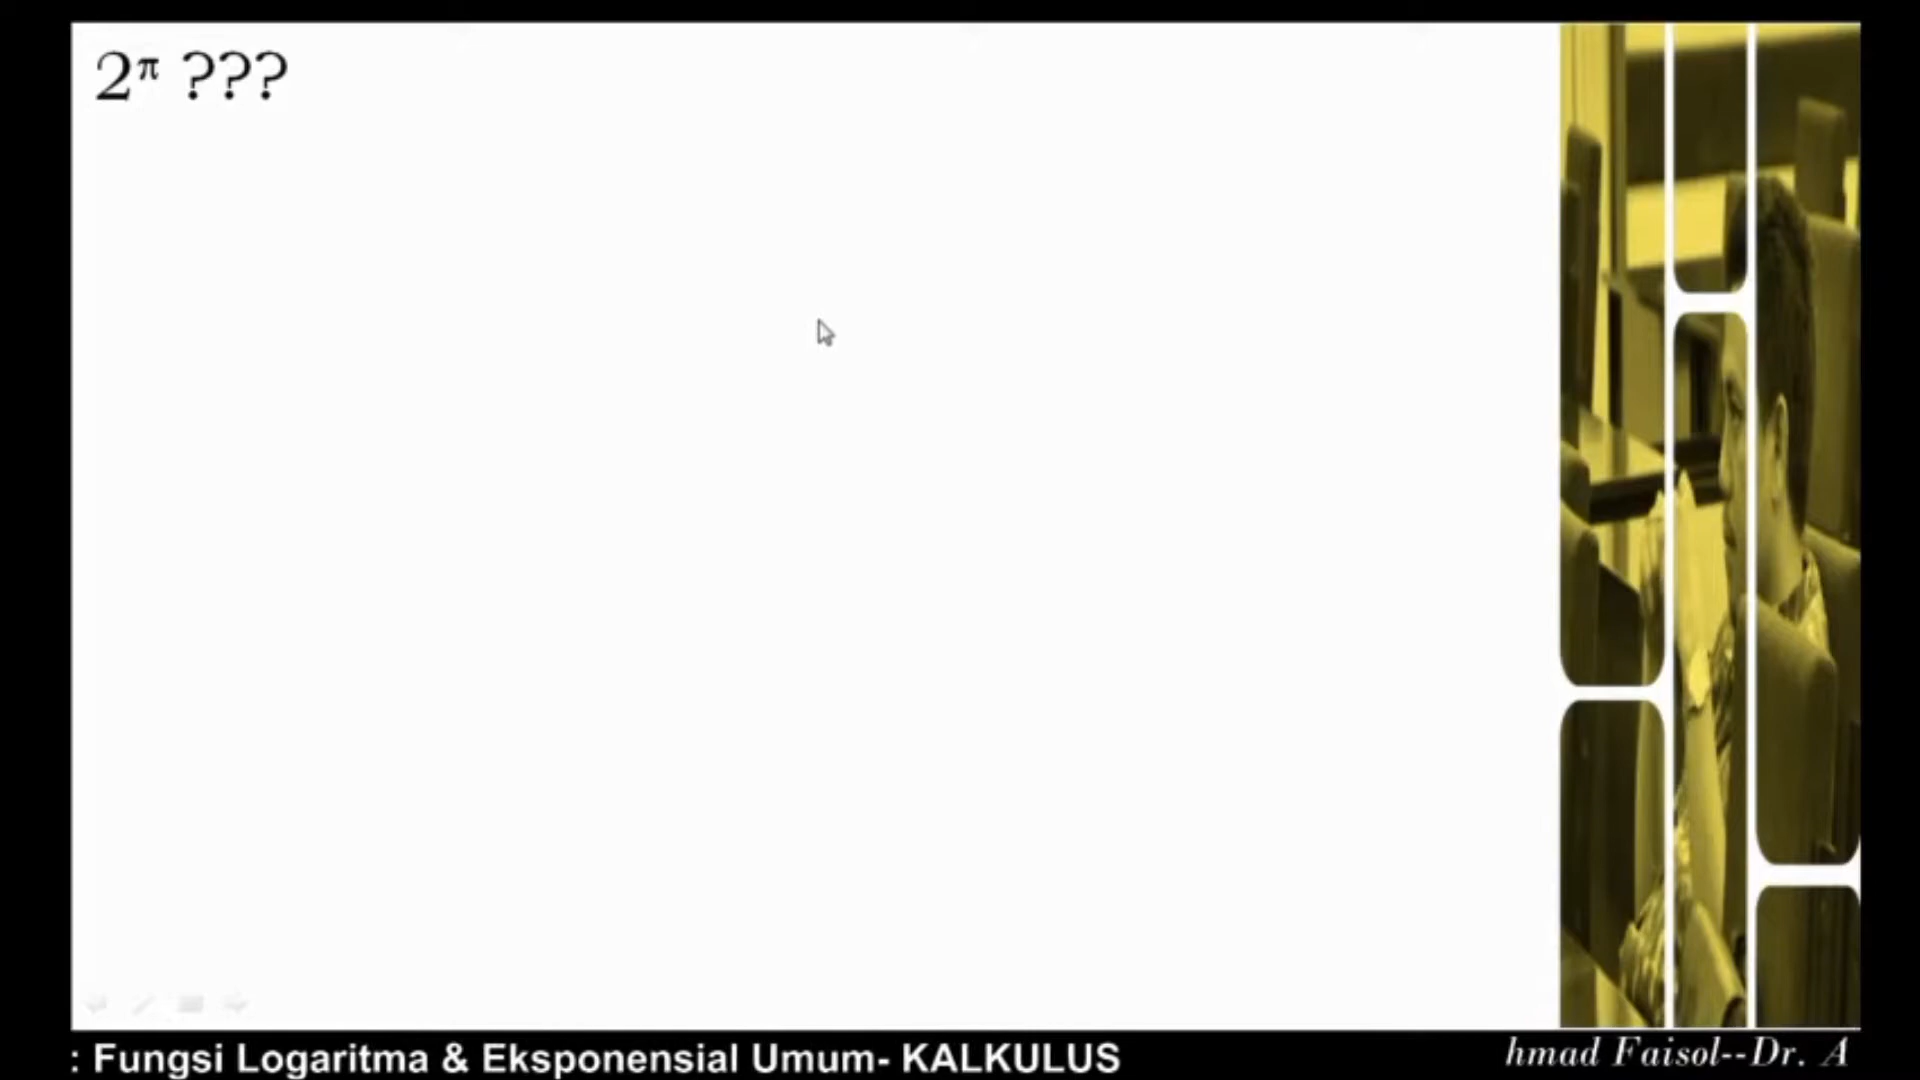 2^π ???
: Fungsi Logaritma & Eksponensial Umum- KALKULUS
hmad Faisol--Dr. A